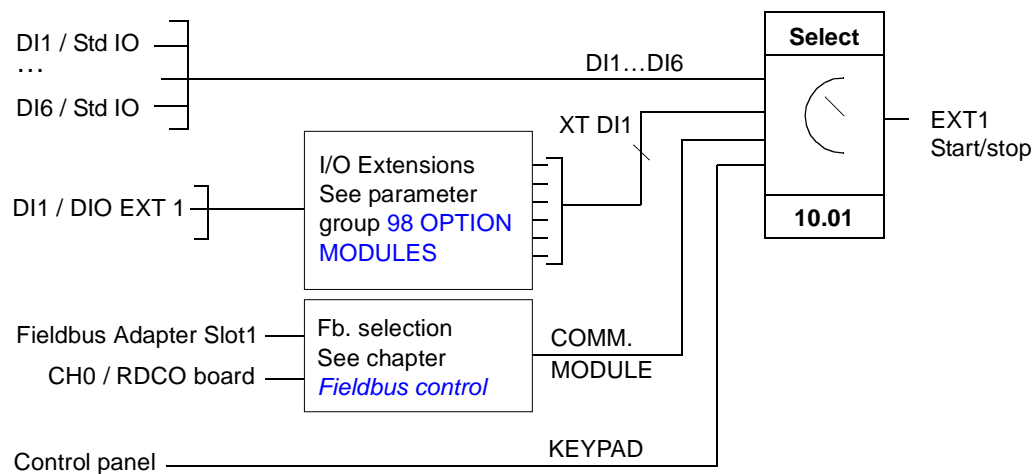 DI1 / Std IO
...
DI6 / Std IO
DI1...DI6
Select
XT DI1
EXT1
Start/stop
10.01
DI1 / DIO EXT 1
I/O Extensions
See parameter
group 98 OPTION
MODULES
Fieldbus Adapter Slot1
CH0 / RDCO board
Fb. selection
See chapter
Fieldbus control
COMM.
MODULE
Control panel
KEYPAD